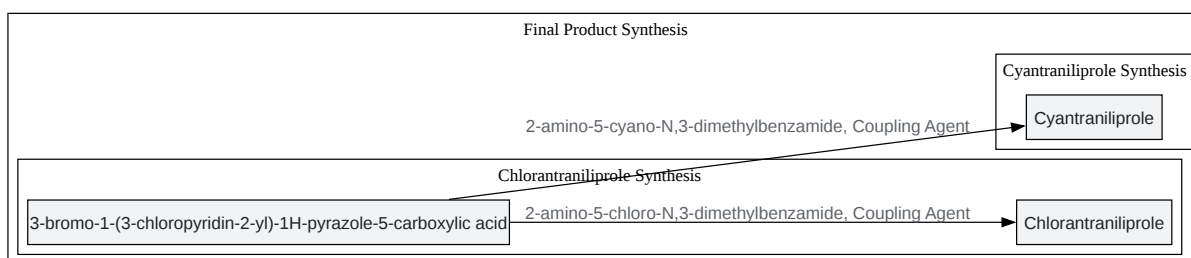 Final Product Synthesis
Cyantraniliprole Synthesis
Cyantraniliprole
2-amino-5-cyano-N,3-dimethylbenzamide, Coupling Agent
Chlorantraniliprole Synthesis
3-bromo-1-(3-chloropyridin-2-yl)-1H-pyrazole-5-carboxylic acid
2-amino-5-chloro-N,3-dimethylbenzamide, Coupling Agent
Chlorantraniliprole